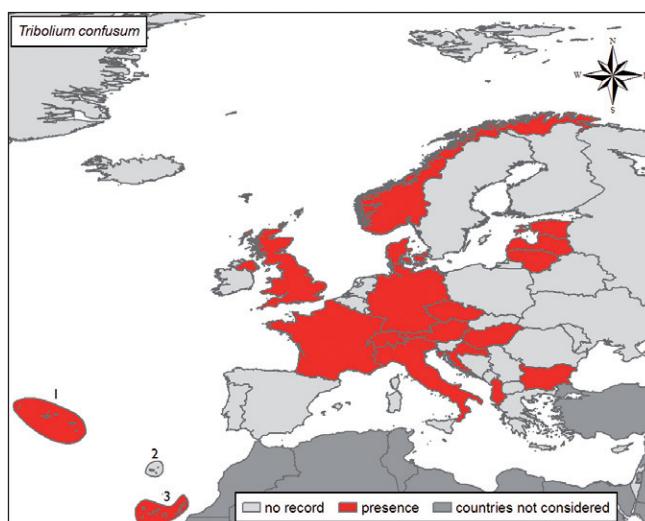 Tribolium confusum
N
W E
S
1
2
3
no record presence countries not considered